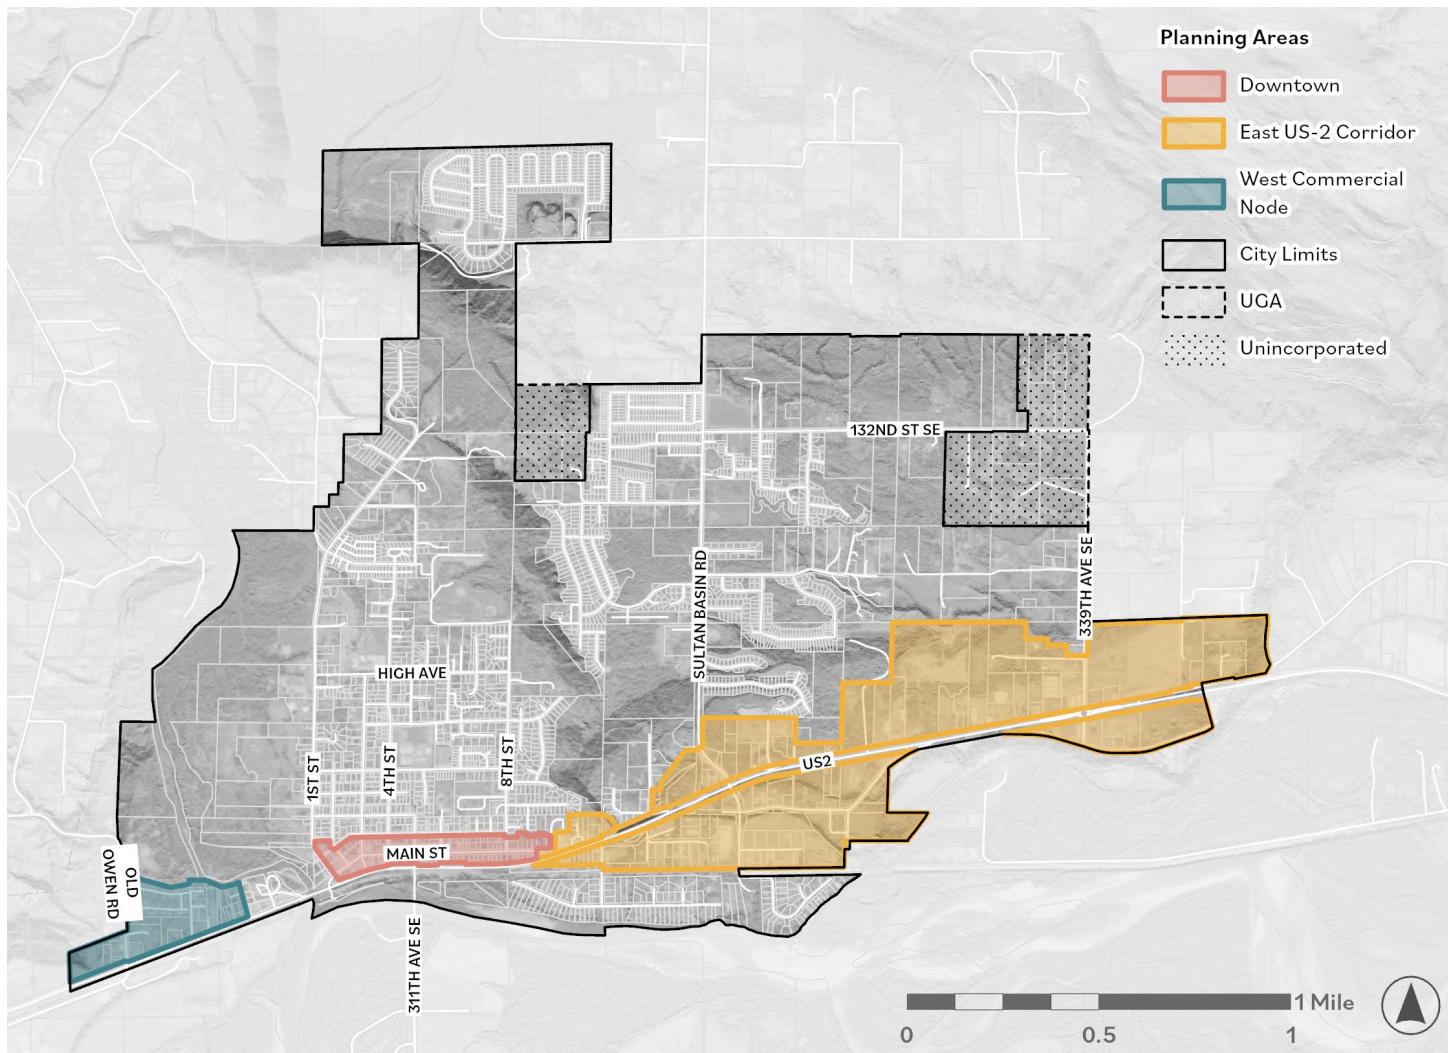 Planning Areas
Downtown
East US-2 Corridor
West Commercial
Node
City Limits
UGA
Unincorporated
132ND ST SE
339TH AVE SE
SULTAN BASIN RD
HIGH AVE
1ST ST
4TH ST
8TH ST
US2
MAIN ST
OLD
OWEN RD
311TH AVE SE
1 Mile
0
0.5
1